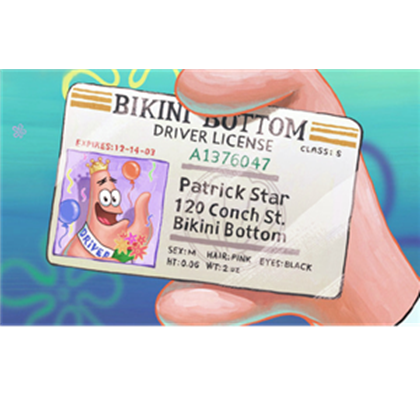 BIKINI BOTTOM
DRIVER LICENSE
EXPIRES:12-14-03
A1376047
CLASS: S
Patrick Star
120 Conch St.
Bikini Bottom
SEX:M HAIR:PINK EYES:BLACK
HT:0.06 WT:2 oz
DRIVER